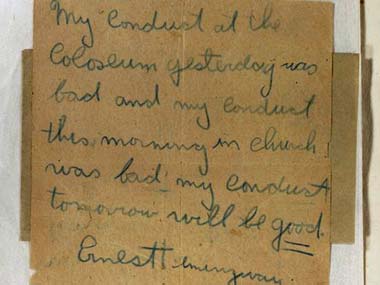 My conduct at the
Coloseum yesterday was
bad and my conduct
this morning in church
was bad my conduct
tomorrow will be good.
Ernest Hemingway.